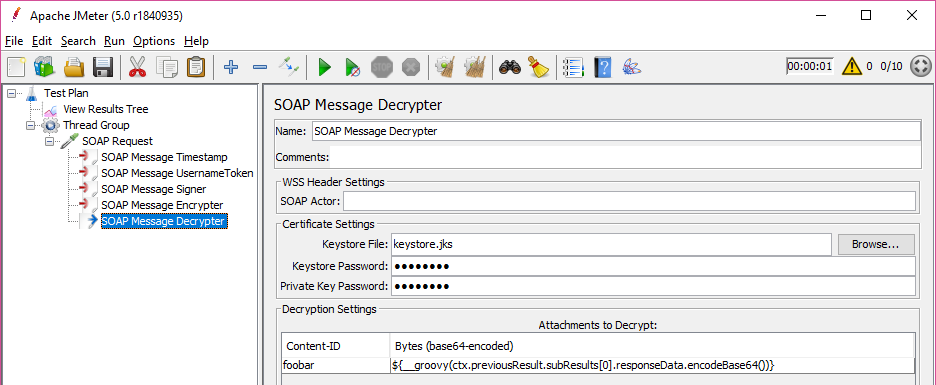 Apache JMeter (5.0 r1840935)
File Edit Search Run Options Help
00:00:01 0 0/10
Test Plan
View Results Tree
Thread Group
SOAP Request
SOAP Message Timestamp
SOAP Message UsernameToken
SOAP Message Signer
SOAP Message Encrypter
SOAP Message Decrypter
SOAP Message Decrypter
Name: SOAP Message Decrypter
Comments:
WSS Header Settings
SOAP Actor:
Certificate Settings
Keystore File: keystore.jks Browse...
Keystore Password: ●●●●●●●●
Private Key Password: ●●●●●●●●
Decryption Settings
Attachments to Decrypt:
Content-ID Bytes (base64-encoded)
foobar ${__groovy(ctx.previousResult.subResults[0].responseData.encodeBase64())}